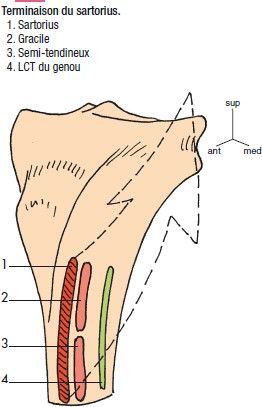 Terminaison du sartorius.
1. Sartorius
2. Gracile
3. Semi-tendineux
4. LCT du genou
sup
ant
med
1
2
3
4